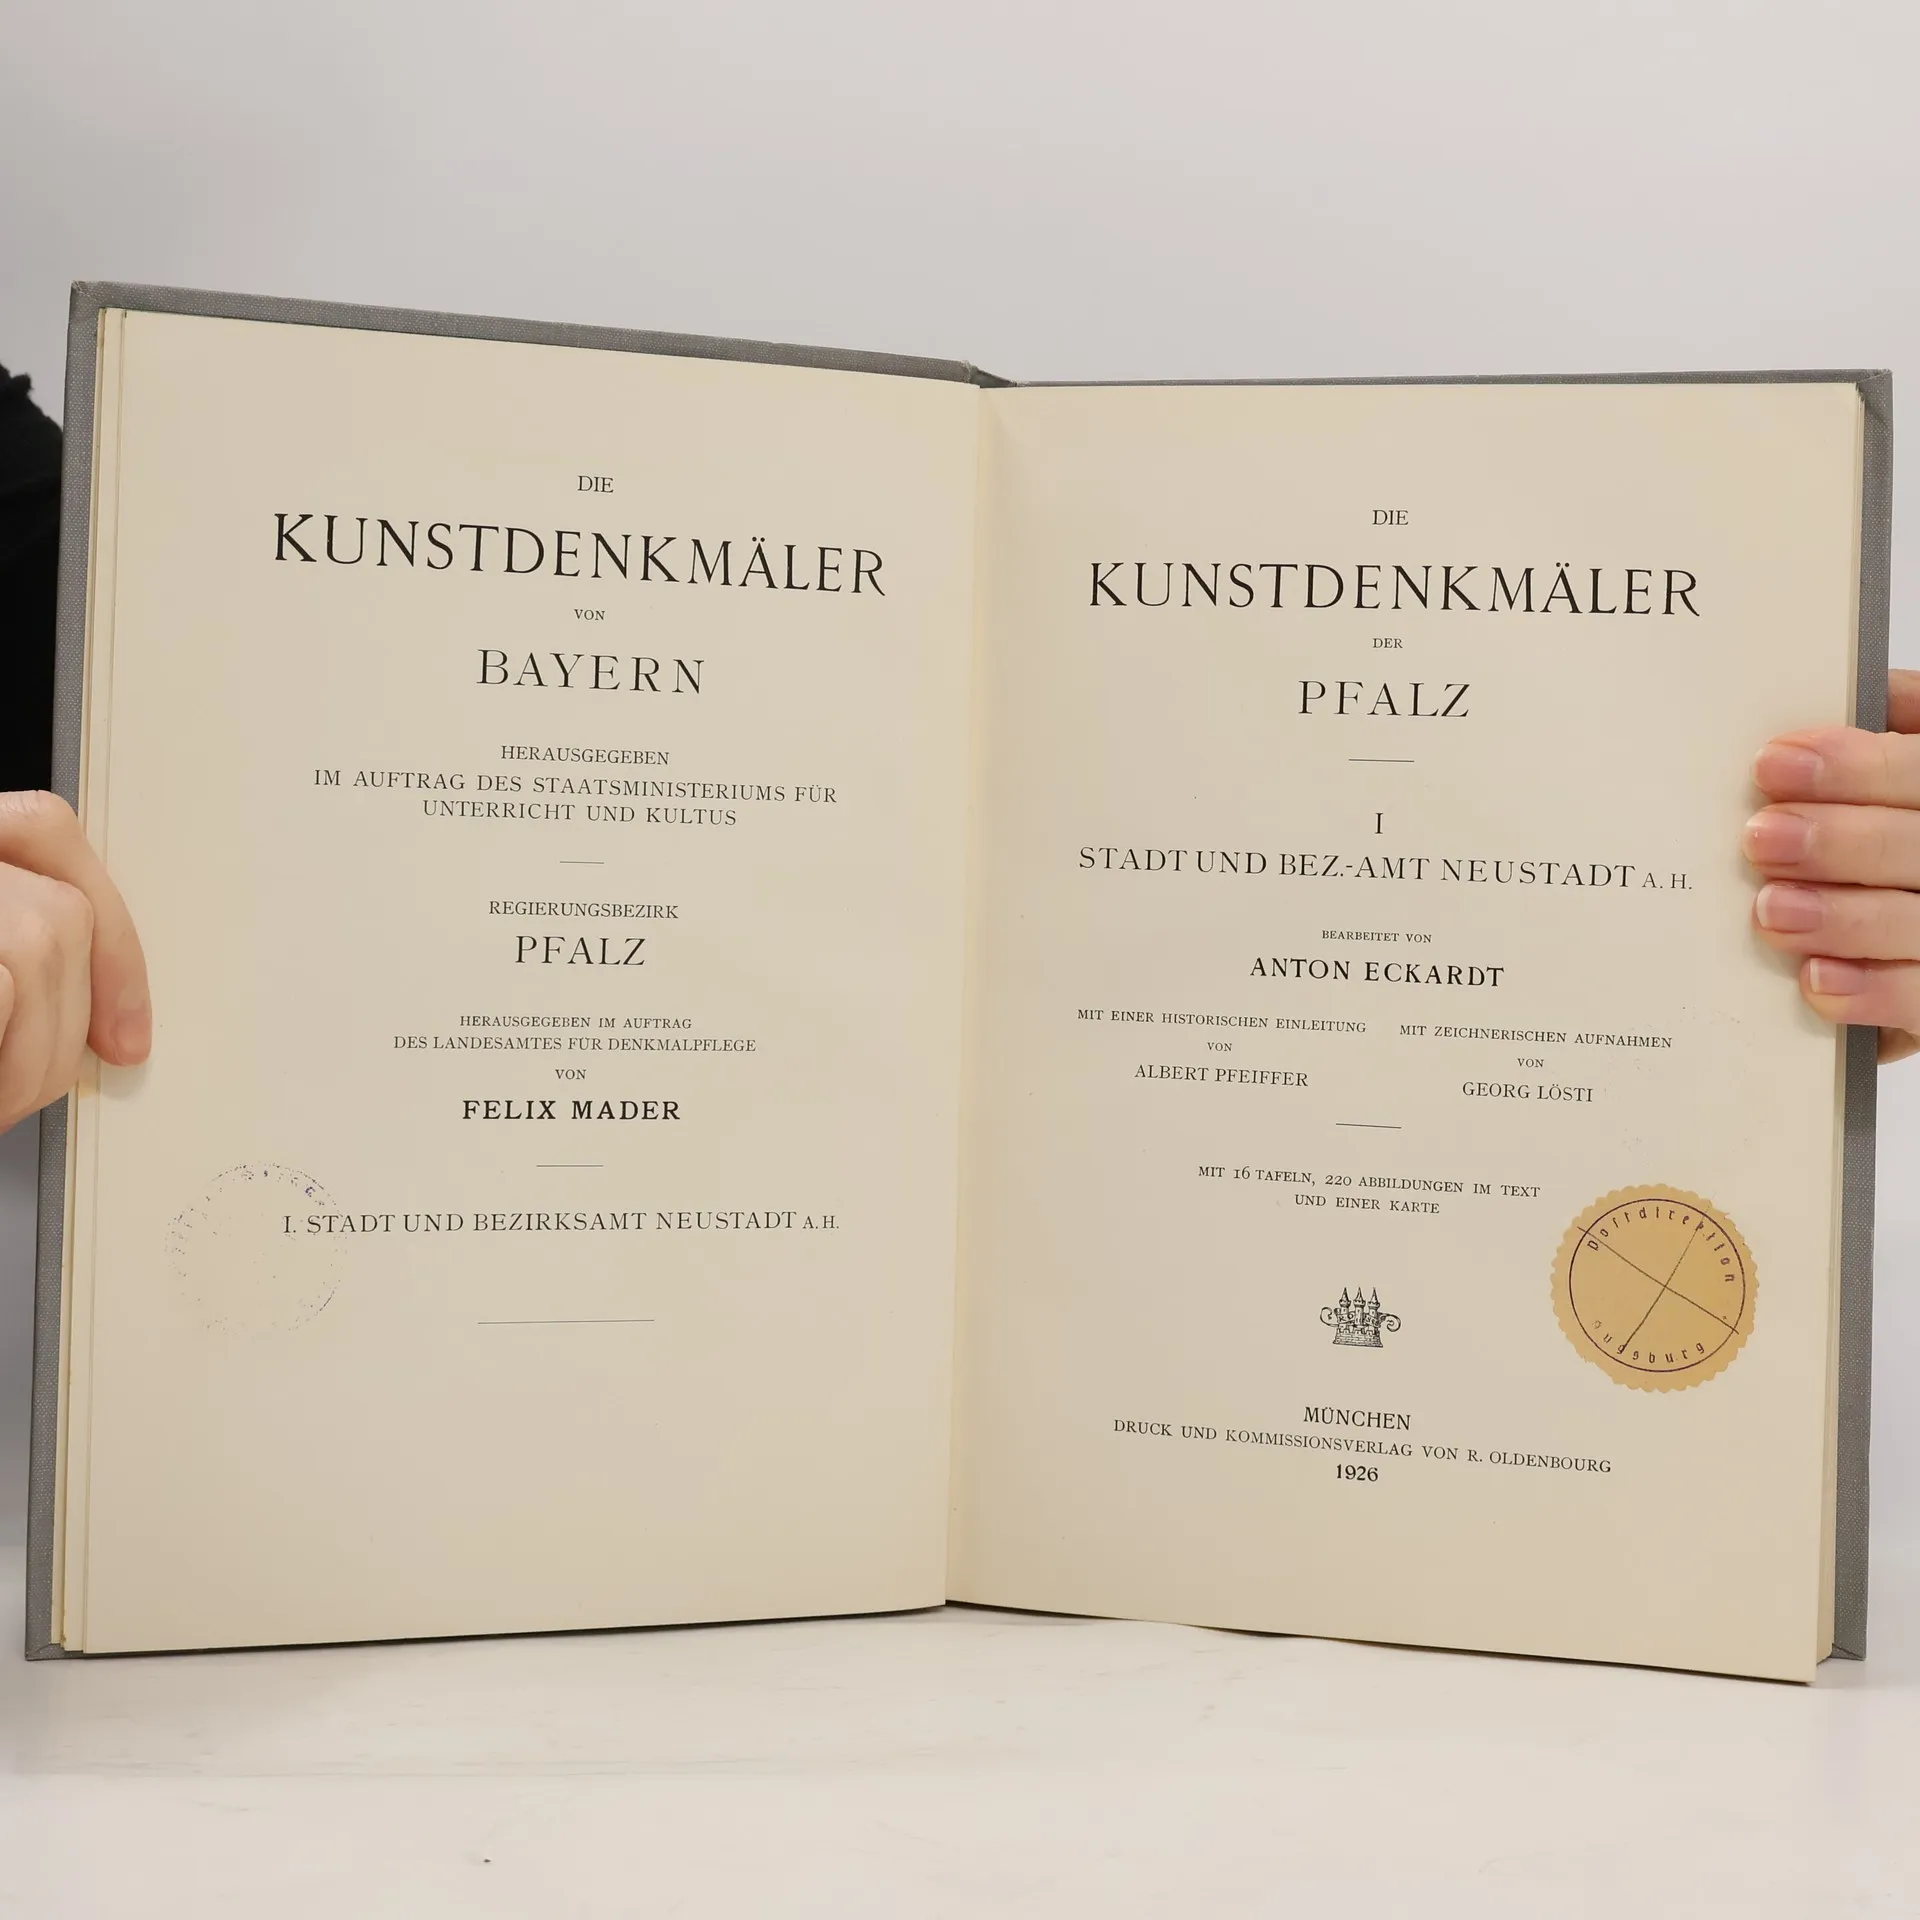 DIE
KUNSTDENKMÄLER
VON
BAYERN
HERAUSGEGEBEN
IM AUFTRAG DES STAATSMINISTERIUMS FÜR
UNTERRICHT UND KULTUS
REGIERUNGSBEZIRK
PFALZ
HERAUSGEGEBEN IM AUFTRAG
DES LANDESAMTES FÜR DENKMALPFLEGE
VON
FELIX MADER
I. STADT UND BEZIRKSAMT NEUSTADT A. H.
DIE
KUNSTDENKMÄLER
DER
PFALZ
I
STADT UND BEZ.-AMT NEUSTADT A. H.
BEARBEITET VON
ANTON ECKARDT
MIT EINER HISTORISCHEN EINLEITUNG
VON
ALBERT PFEIFFER
MIT ZEICHNERISCHEN AUFNAHMEN
VON
GEORG LÖSTI
MIT 16 TAFELN, 220 ABBILDUNGEN IM TEXT
UND EINER KARTE
Postdirektion
Augsburg
MÜNCHEN
DRUCK UND KOMMISSIONSVERLAG VON R. OLDENBOURG
1926